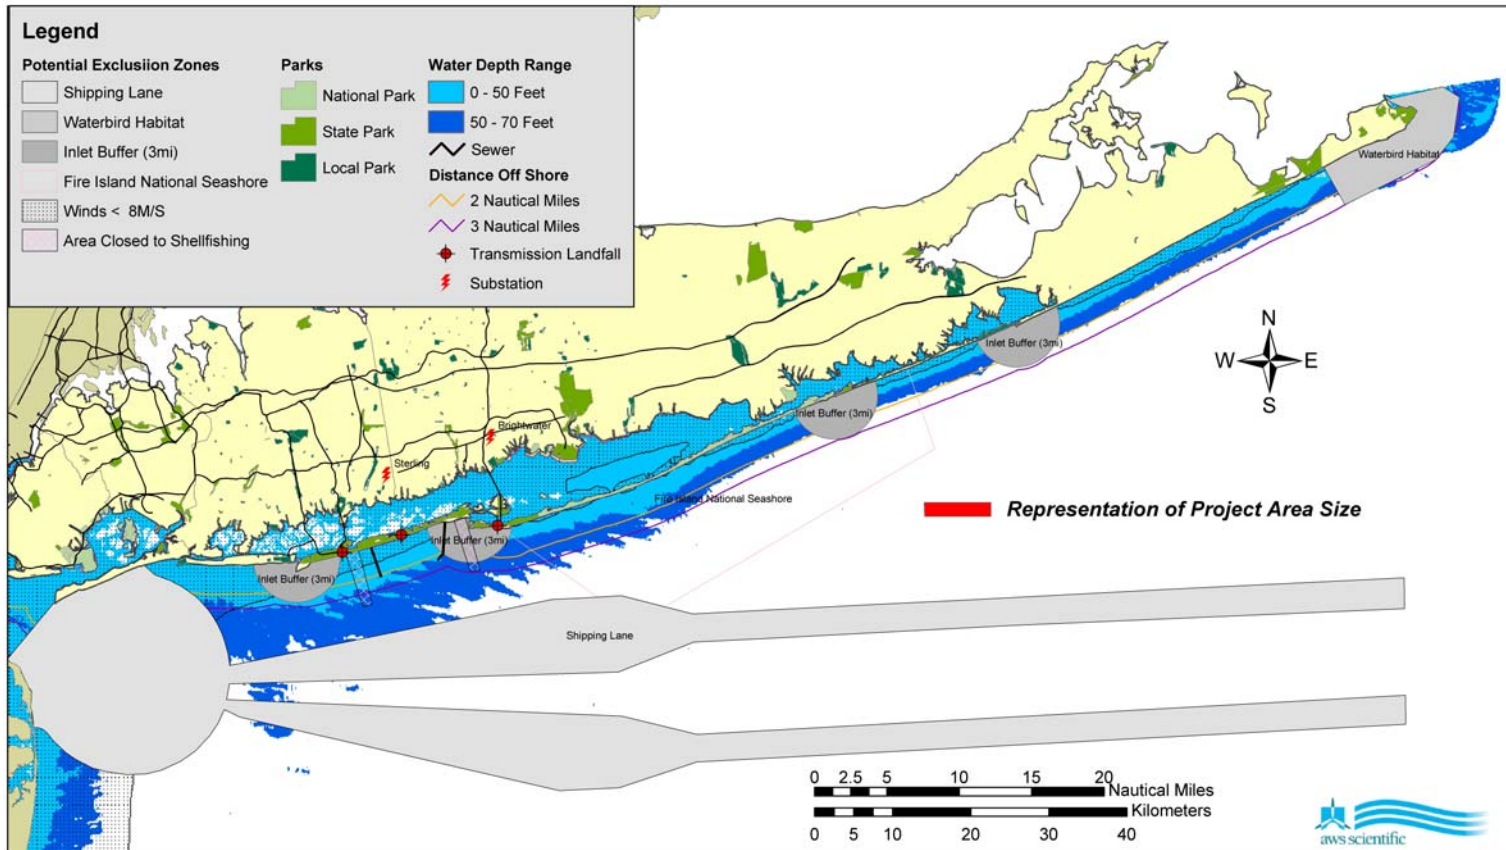 Legend
Potential Exclusiion Zones
Shipping Lane
Waterbird Habitat
Inlet Buffer (3mi)
Fire Island National Seashore
Winds < 8M/S
Area Closed to Shellfishing
Parks
National Park
State Park
Local Park
Water Depth Range
0 - 50 Feet
50 - 70 Feet
Sewer
Distance Off Shore
2 Nautical Miles
3 Nautical Miles
Transmission Landfall
Substation
Waterbird Habitat
Inlet Buffer (3mi)
N
W E
S
Inlet Buffer (3mi)
Brightwater
Sterling
Fire Island National Seashore
Representation of Project Area Size
Inlet Buffer (3mi)
Inlet Buffer (3mi)
Shipping Lane
0 2.5 5 10 15 20
Nautical Miles
Kilometers
0 5 10 20 30 40
aws scientific